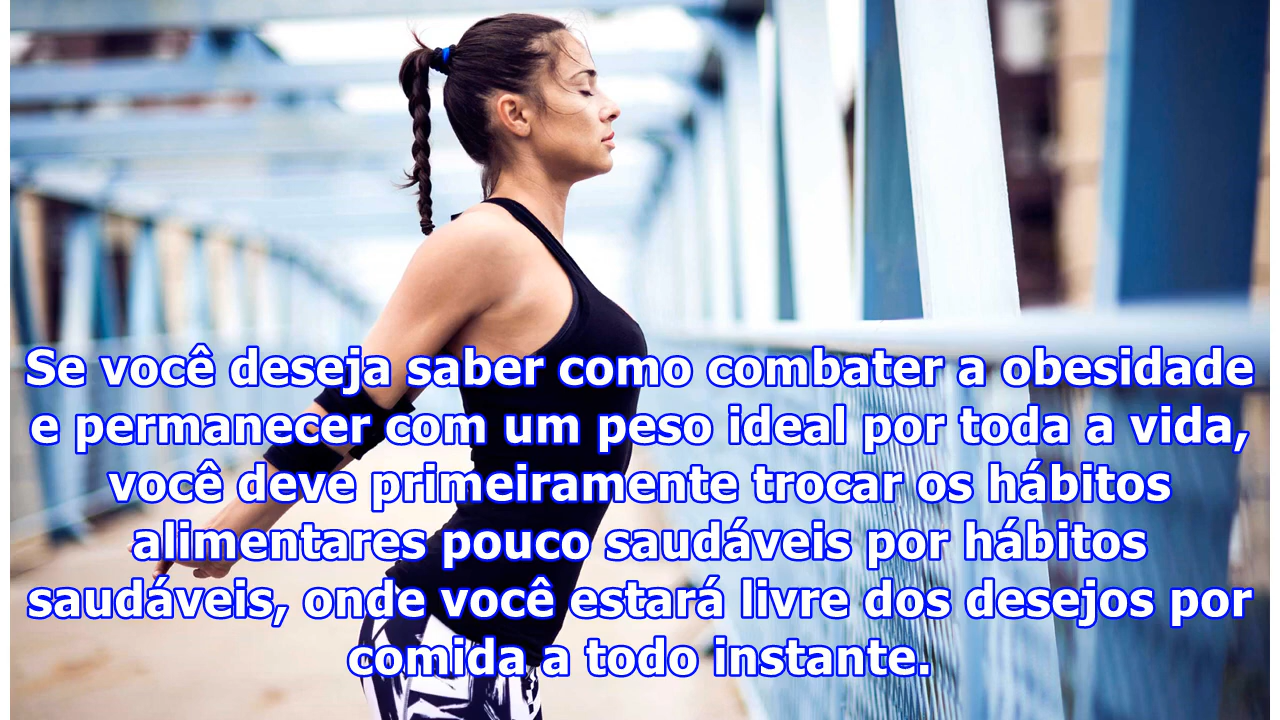 Se você deseja saber como combater a obesidade
e permanecer com um peso ideal por toda a vida,
você deve primeiramente trocar os hábitos
alimentares pouco saudáveis por hábitos
saudáveis, onde você estará livre dos desejos por
comida a todo instante.